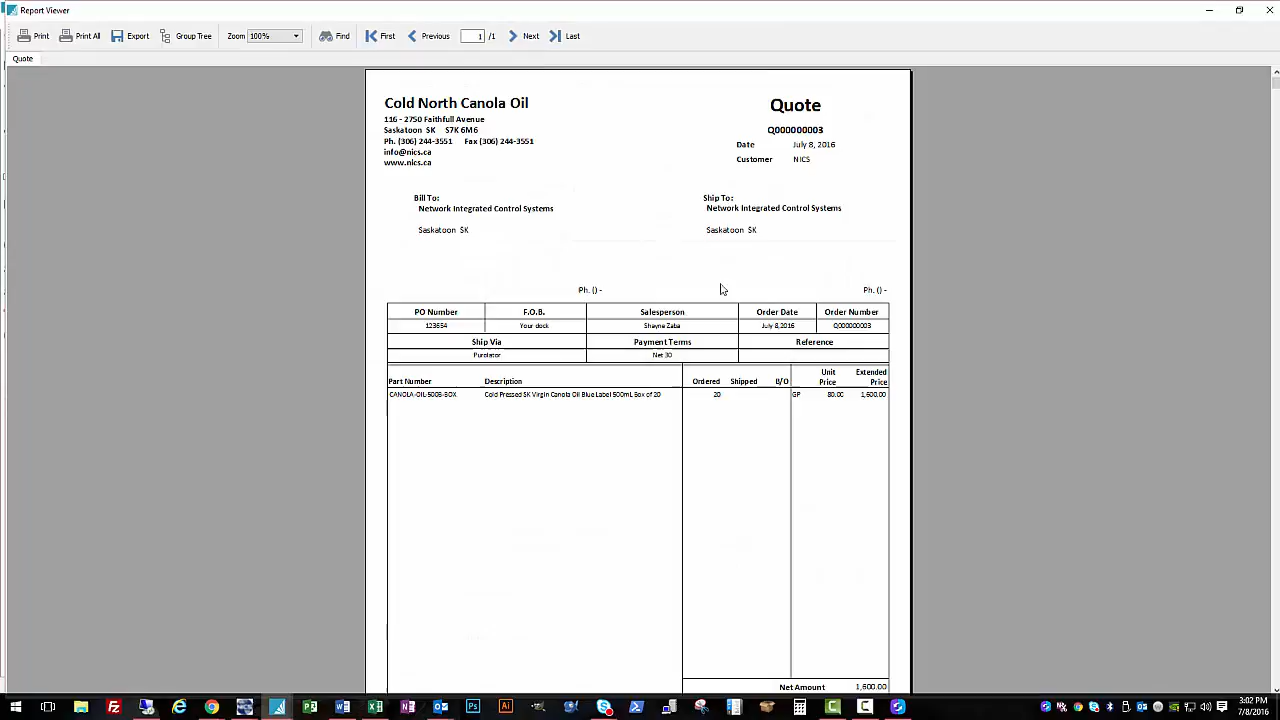 Report Viewer
Print Print All Export Group Tree Zoom 100% Find First Previous 1 /1 Next Last
Quote
Cold North Canola Oil
116 - 2750 Faithfull Avenue
Saskatoon SK S7K 6M6
Ph. (306) 244-3551 Fax (306) 244-3551
info@nics.ca
www.nics.ca
Quote
Q000000003
Date July 8, 2016
Customer NICS
Bill To:
Network Integrated Control Systems
Saskatoon SK
Ph. () -
Ship To:
Network Integrated Control Systems
Saskatoon SK
Ph. () -
PO Number F.O.B. Salesperson Order Date Order Number
123654 Your dock Shayna Zaba July 8,2016 Q000000003
Ship Via Payment Terms Reference
Purolator Net 30
Part Number Description Ordered Shipped B/O Unit Price Extended Price
CANOLA-OIL-500B-BOX Cold Pressed SK Virgin Canola Oil Blue Label 500mL Box of 20 20 GP 80.00 1,600.00
Net Amount 1,600.00
3:02 PM
7/8/2016